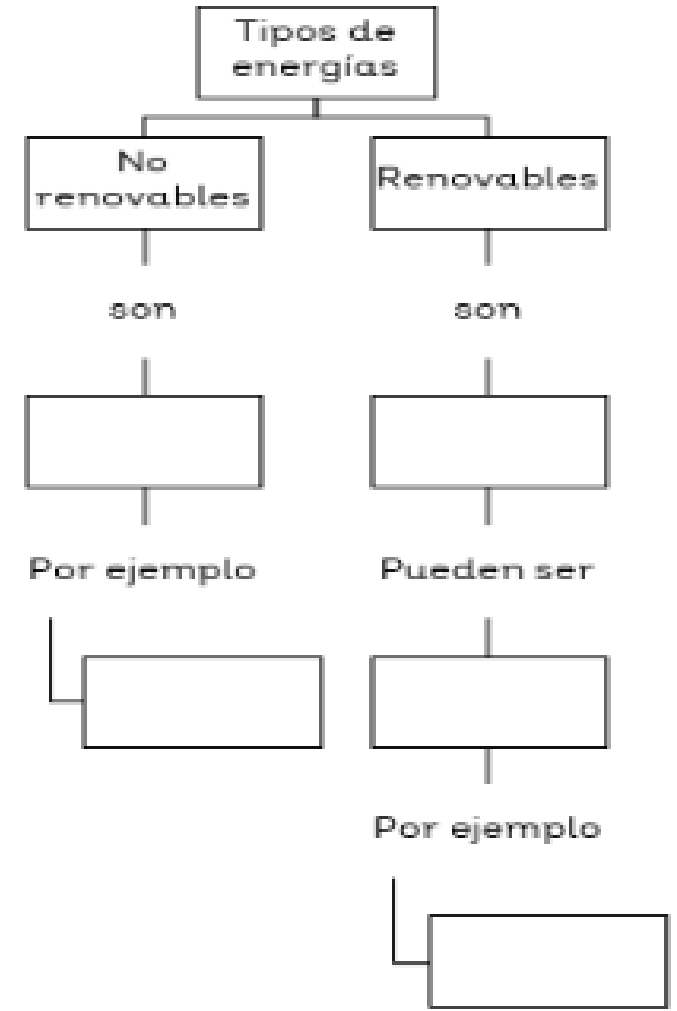 Tipos de
energías
No
renovables
Renovables
son
son
Por ejemplo
Pueden ser
Por ejemplo